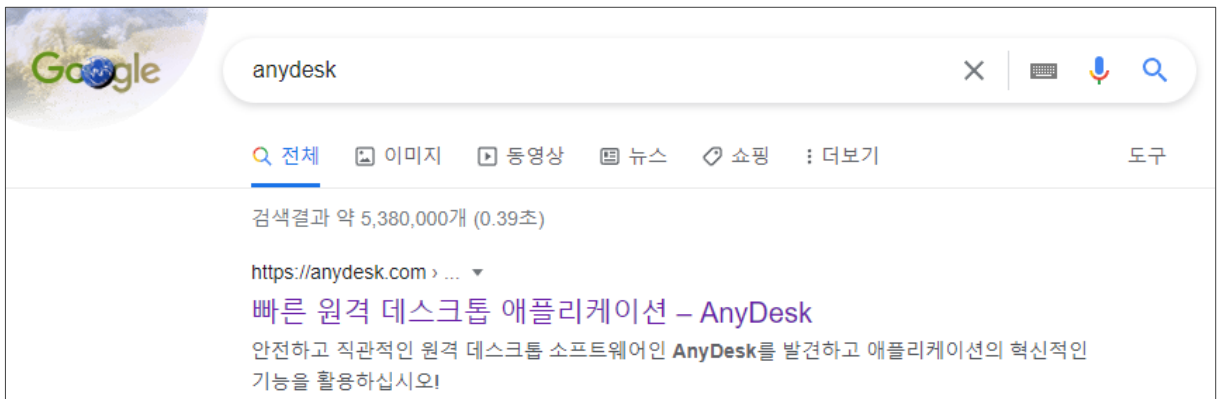 Google
anydesk
전체 이미지 동영상 뉴스 쇼핑 더보기 도구
검색결과 약 5,380,000개 (0.39초)
https://anydesk.com › ...
빠른 원격 데스크톱 애플리케이션 – AnyDesk
안전하고 직관적인 원격 데스크톱 소프트웨어인 AnyDesk를 발견하고 애플리케이션의 혁신적인
기능을 활용하십시오!